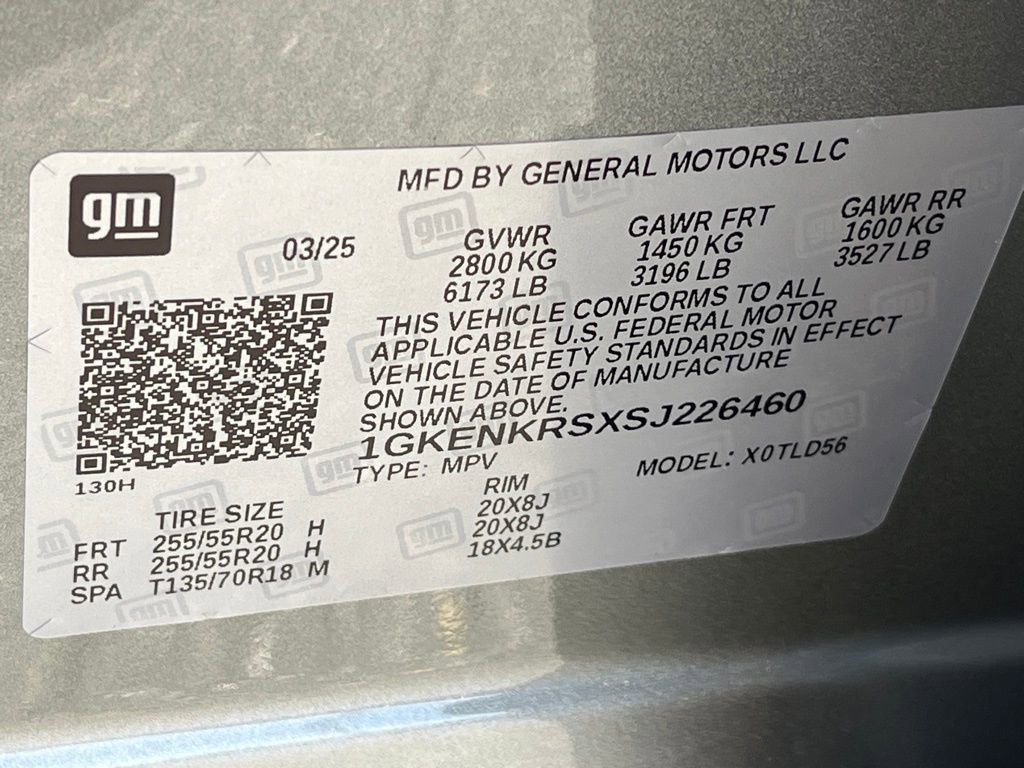 gm
MFD BY GENERAL MOTORS LLC
03/25
GVWR GAWR FRT GAWR RR
2800 KG 1450 KG 1600 KG
6173 LB 3196 LB 3527 LB
THIS VEHICLE CONFORMS TO ALL
APPLICABLE U.S. FEDERAL MOTOR
VEHICLE SAFETY STANDARDS IN EFFECT
ON THE DATE OF MANUFACTURE
SHOWN ABOVE.
1GKENKRSXSJ226460
TYPE: MPV MODEL: X0TLD56
130H
TIRE SIZE RIM
FRT 255/55R20 H 20X8J
RR 255/55R20 H 20X8J
SPA T135/70R18 M 18X4.5B